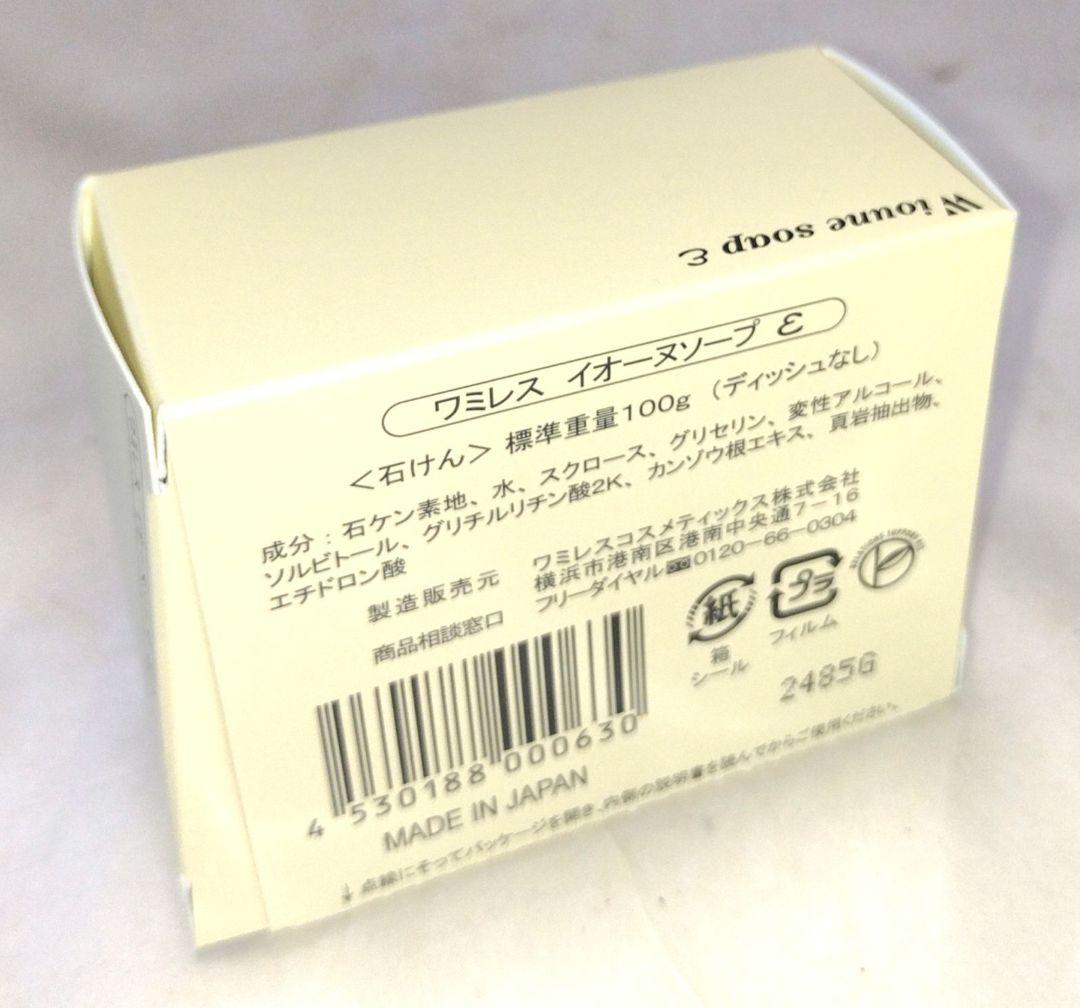 Wioune soap ε
ワミレス イオーヌソープ ε
＜石けん＞ 標準重量100g （ディッシュなし）
成分：石ケン素地、水、スクロース、グリセリン、変性アルコール、
ソルビトール、グリチルリチン酸2K、カンゾウ根エキス、頁岩抽出物、
エチドロン酸
製造販売元 ワミレスコスメティックス株式会社
横浜市港南区港南中央通7－16
商品相談窓口 フリーダイヤル 0120－66－0304
紙
箱
シール
プラ
フィルム
2485G
4 530188 000630
MADE IN JAPAN
点線にそってパッケージを開き、内側の説明書を読んでからご使用ください。